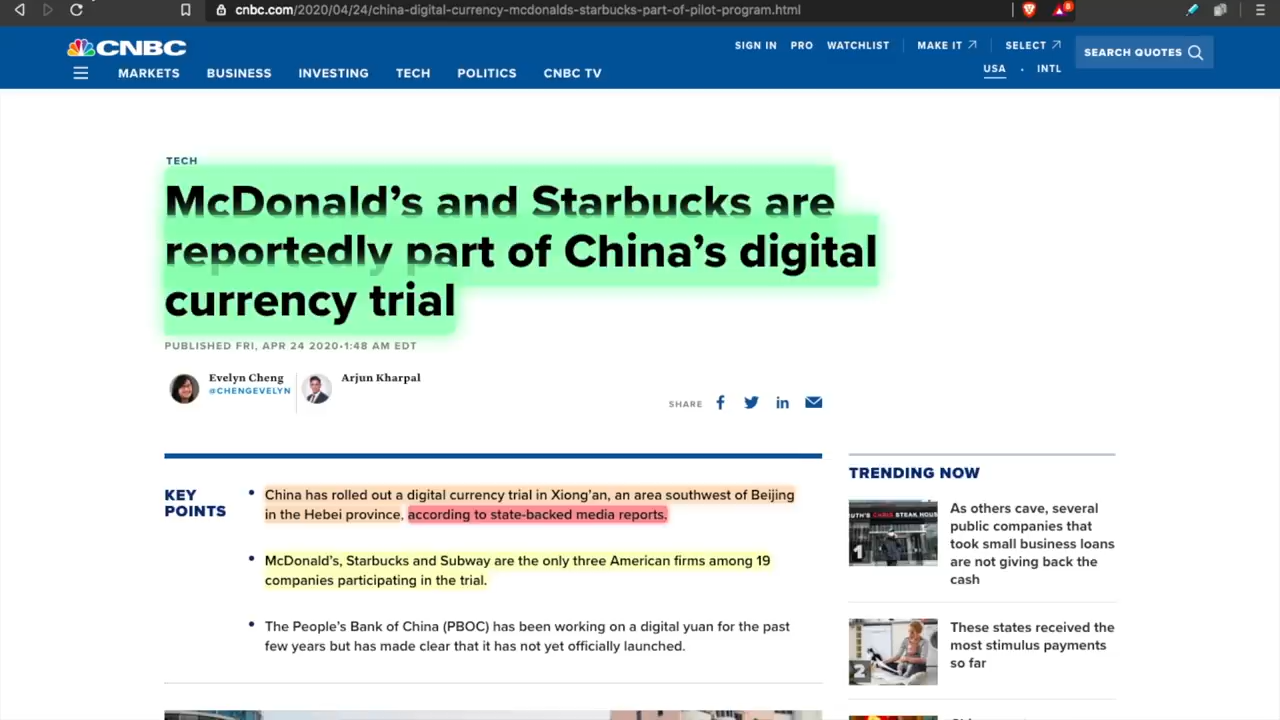 cnbc.com/2020/04/24/china-digital-currency-mcdonalds-starbucks-part-of-pilot-program.html
8
CNBC
SIGN IN PRO WATCHLIST MAKE IT SELECT
SEARCH QUOTES
USA · INTL
MARKETS BUSINESS INVESTING TECH POLITICS CNBC TV
TECH
McDonald’s and Starbucks are
reportedly part of China’s digital
currency trial
PUBLISHED FRI, APR 24 2020•1:48 AM EDT
Evelyn Cheng
@CHENGEVELYN
Arjun Kharpal
SHARE
KEY
POINTS
• China has rolled out a digital currency trial in Xiong’an, an area southwest of Beijing
in the Hebei province, according to state-backed media reports.
• McDonald’s, Starbucks and Subway are the only three American firms among 19
companies participating in the trial.
• The People’s Bank of China (PBOC) has been working on a digital yuan for the past
few years but has made clear that it has not yet officially launched.
TRENDING NOW
CHRIS STEAK
1
As others cave, several
public companies that
took small business loans
are not giving back the
cash
2
These states received the
most stimulus payments
so far